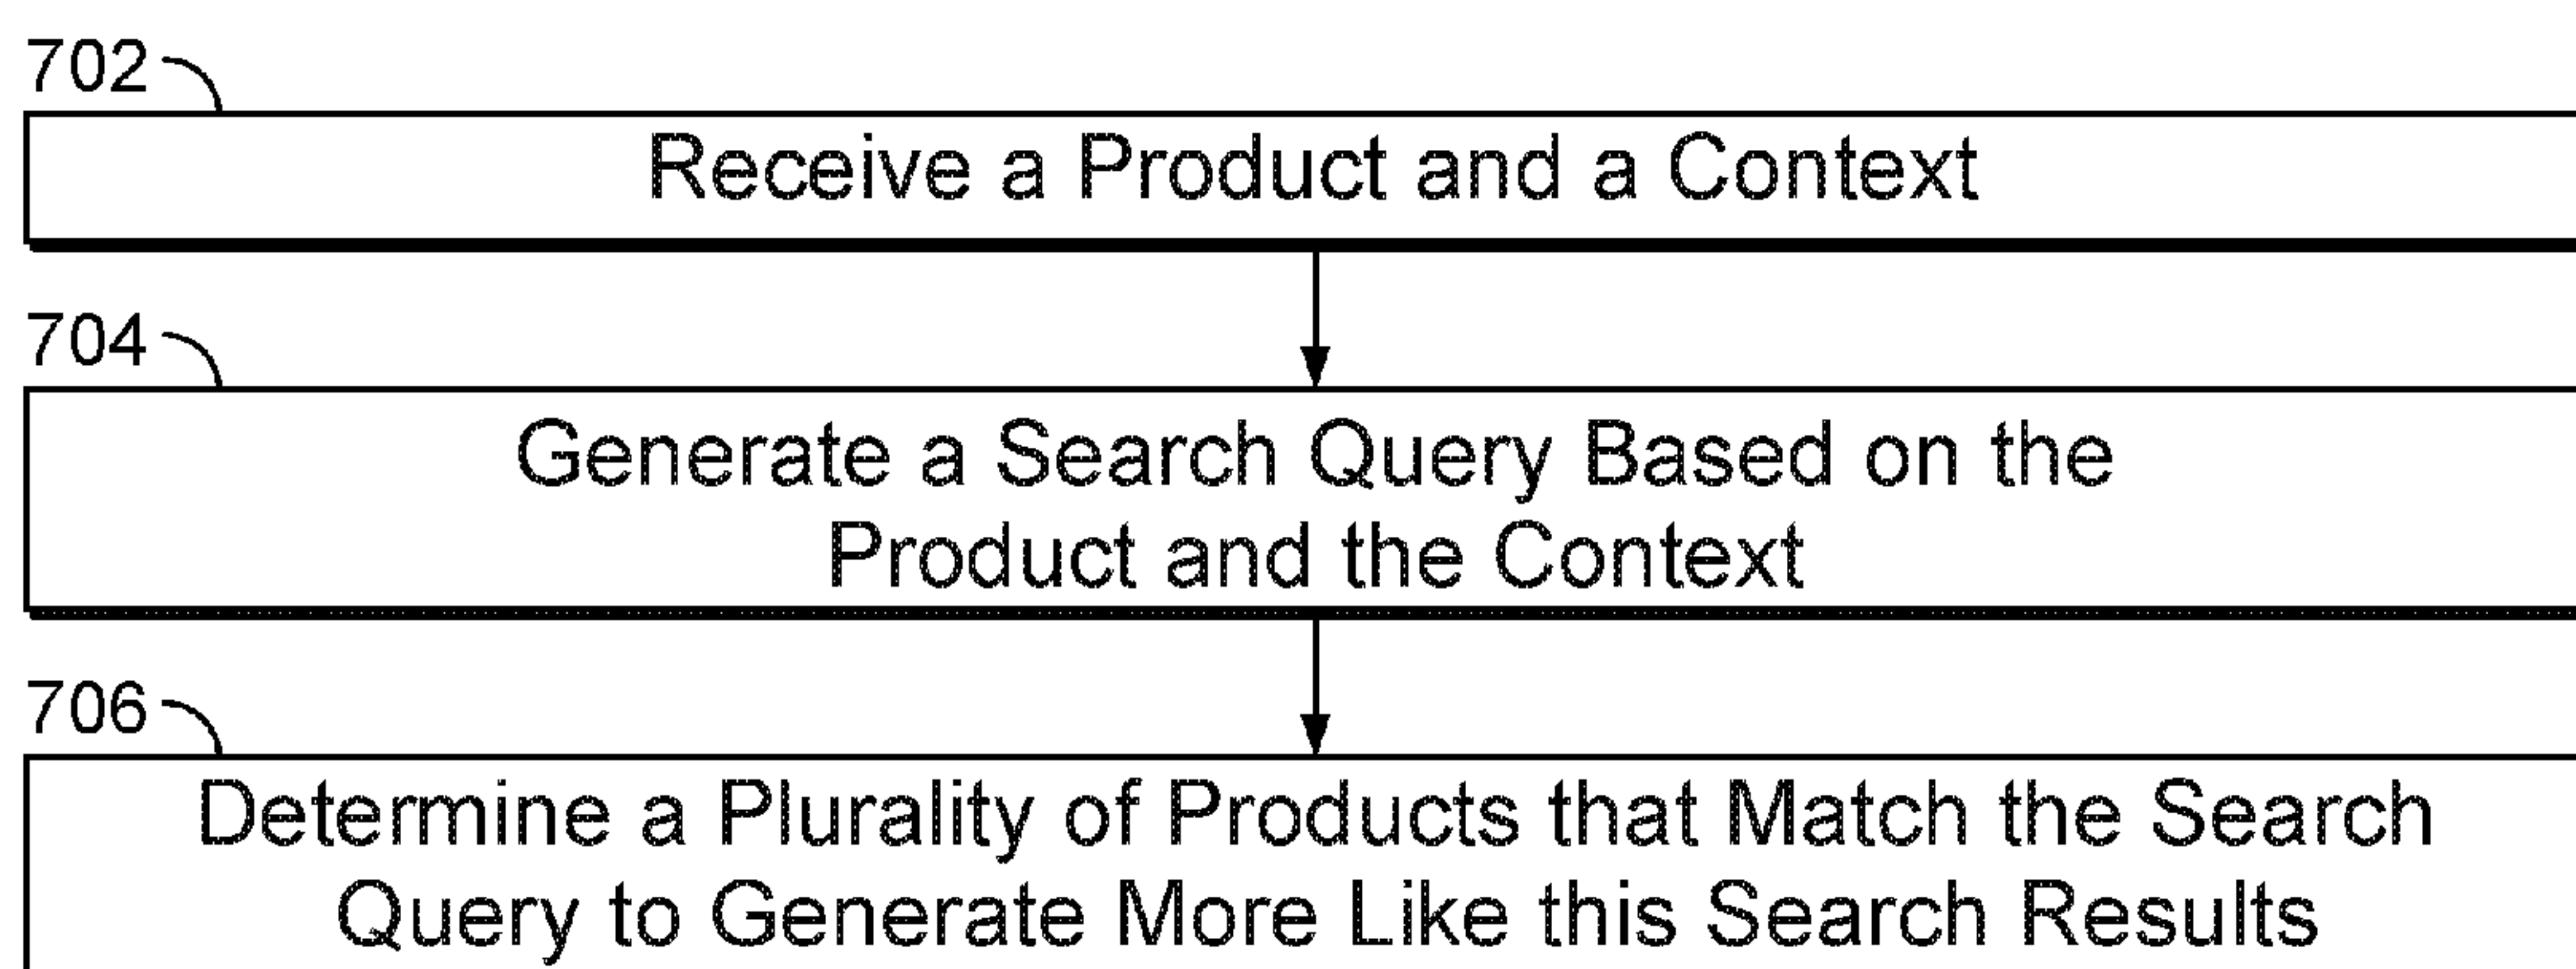 702
Receive a Product and a Context
704
Generate a Search Query Based on the
Product and the Context
706
Determine a Plurality of Products that Match the Search
Query to Generate More Like this Search Results